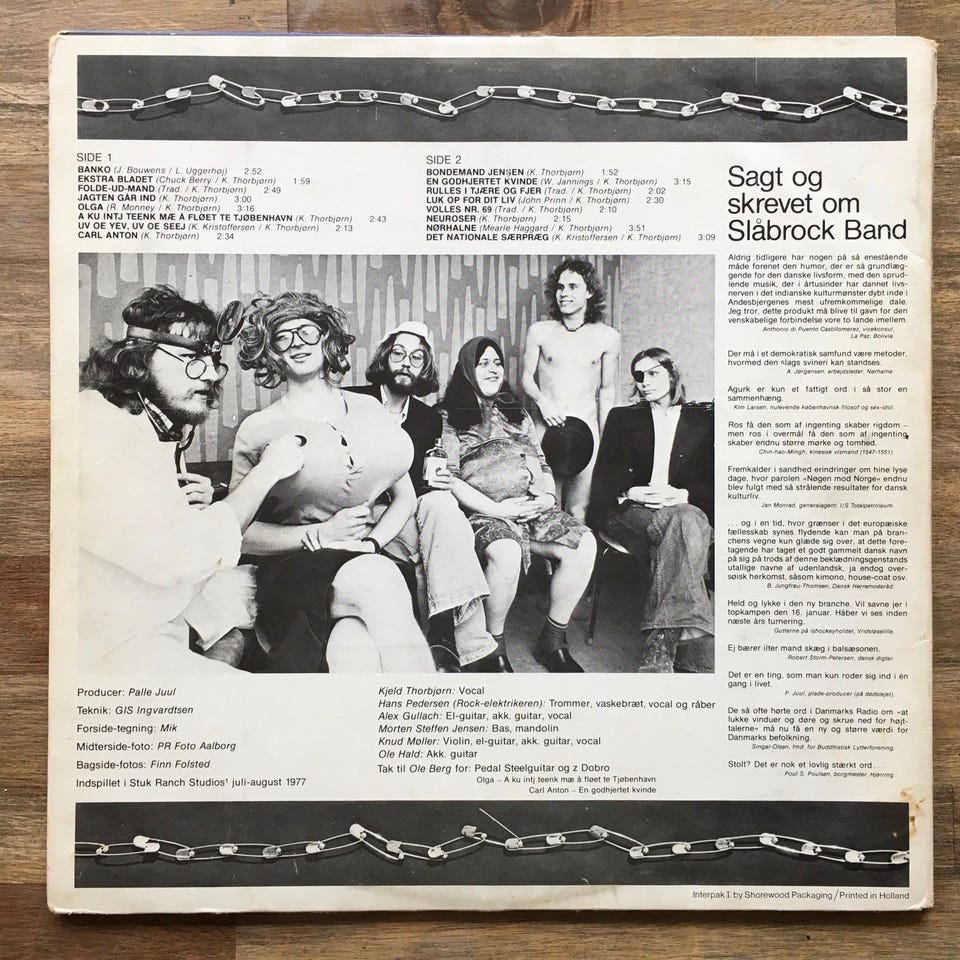 SIDE 1
BANKO (J. Bouwens / L. Uggerhøj) 2:52
EKSTRA BLADET (Chuck Berry / K. Thorbjørn) 1:59
FOLDE-UD-MAND (Trad. / K. Thorbjørn) 2:49
JAGTEN GÅR IND (K. Thorbjørn) 3:00
OLGA (R. Monney / K. Thorbjørn) 3:16
A KU INTJ TEENK MÆ A FLØET TE TJØBENHAVN (K. Thorbjørn) 2:43
UV OE YEV, UV OE SEEJ (K. Kristoffersen / K. Thorbjørn) 2:13
CARL ANTON (K. Thorbjørn) 2:34
SIDE 2
BONDEMAND JENSEN (K. Thorbjørn) 1:52
EN GODHJERTET KVINDE (W. Jannings / K. Thorbjørn) 3:15
RULLES I TJÆRE OG FJER (Trad. / K. Thorbjørn) 2:02
LUK OP FOR DIT LIV (John Prinn / K. Thorbjørn) 2:30
VOLLES NR. 69 (Trad. / K. Thorbjørn) 2:10
NEUROSER (K. Thorbjørn) 2:15
NØRHALNE (Mearle Haggard / K. Thorbjørn) 3:51
DET NATIONALE SÆRPRÆG (K. Kristoffersen / K. Thorbjørn) 3:09
Sagt og
skrevet om
Slåbrock Band
Aldrig tidligere har nogen på så enestående
måde forenet den humor, der er så grundlæg-
gende for den danske livsform, med den sprud-
lende musik, der i årtusinder har dannet livs-
nerven i det indianske kulturmønster dybt inde i
Andesbjergenes mest ufremkommelige dale.
Jeg tror, dette produkt må blive til gavn for den
venskabelige forbindelse vore to lande imellem.
Anthonio di Puento Castillomerez, vicekonsul,
La Paz, Bolivia.
Der må i et demokratisk samfund være metoder,
hvormed den slags svineri kan standses.
A. Jørgensen, arbejdsleder, Nørhalne.
Agurk er kun et fattigt ord i så stor en
sammenhæng.
Kim Larsen, nulevende københavnsk filosof og sex-idol.
Ros få den som af ingenting skaber rigdom –
men ros i overmål få den som af ingenting
skaber endnu større mørke og tomhed.
Chin-hao-Mingh, kinesisk vismand (1547-1551).
Fremkalder i sandhed erindringer om hine lyse
dage, hvor parolen »Nøgen mod Norge« endnu
blev fulgt med så strålende resultater for dansk
kulturliv.
Jan Monrad, generalagent, I/S Totalpetroleum.
... og i en tid, hvor grænser i det europæiske
fællesskab synes flydende kan man på bran-
chens vegne kun glæde sig over, at dette fore-
tagende har taget et godt gammelt dansk navn
på sig på trods af denne beklædningsgenstands
utallige navne af udenlandsk, ja endog over-
søisk herkomst, såsom kimono, house-coat osv.
B. Jungfrau-Thomsen, Dansk Herremoderåd.
Held og lykke i den ny branche. Vil savne jer i
topkampen den 16. januar. Håber vi ses inden
næste års turnering.
Gutterne på ishockeyholdet, Vridsløselille.
Ej bærer ilter mand skæg i balsæsonen.
Robert Storm-Petersen, dansk digter.
Det er en ting, som man kun roder sig ind i én
gang i livet.
P. Juul, plade-producer (på dødslejet).
De så ofte hørte ord i Danmarks Radio om »at
lukke vinduer og døre og skrue ned for højt-
talerne« må nu få en ny og større værdi for
Danmarks befolkning.
Singal-Olsen, fmd. for Buddhistisk Lytterforening.
Stolt? Det er nok et lovlig stærkt ord ...
Poul S. Poulsen, borgmester, Hjørring.
Producer: Palle Juul
Teknik: GIS Ingvardtsen
Forside-tegning: Mik
Midterside-foto: PR Foto Aalborg
Bagside-fotos: Finn Folsted
Indspillet i Stuk Ranch Studios' juli-august 1977
Kjeld Thorbjørn: Vocal
Hans Pedersen (Rock-elektrikeren): Trommer, vaskebræt, vocal og råber
Alex Gullach: El-guitar, akk. guitar, vocal
Morten Steffen Jensen: Bas, mandolin
Knud Møller: Violin, el-guitar, akk. guitar, vocal
Ole Hald: Akk. guitar
Tak til Ole Berg for: Pedal Steelguitar og z Dobro
Olga – A ku intj teenk mæ a fløet te Tjøbenhavn
Carl Anton – En godhjertet kvinde
Interpak I by Shorewood Packaging / Printed in Holland